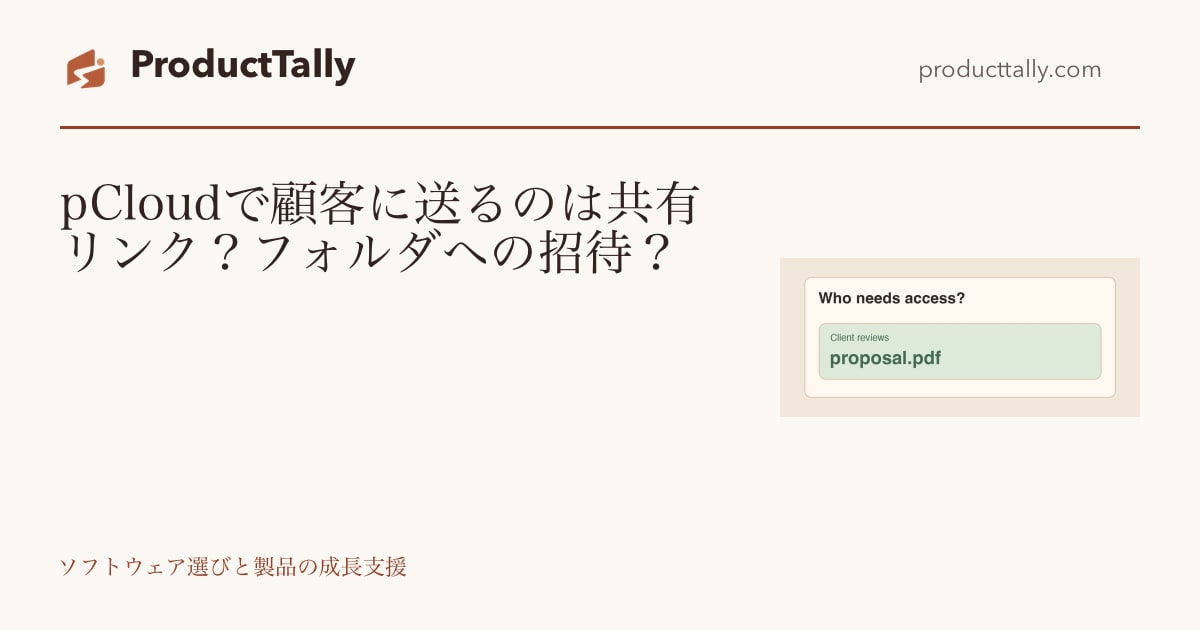 ProductTally
producttally.com
pCloudで顧客に送るのは共有
リンク？フォルダへの招待？
Who needs access?
Client reviews
proposal.pdf
ソフトウェア選びと製品の成長支援